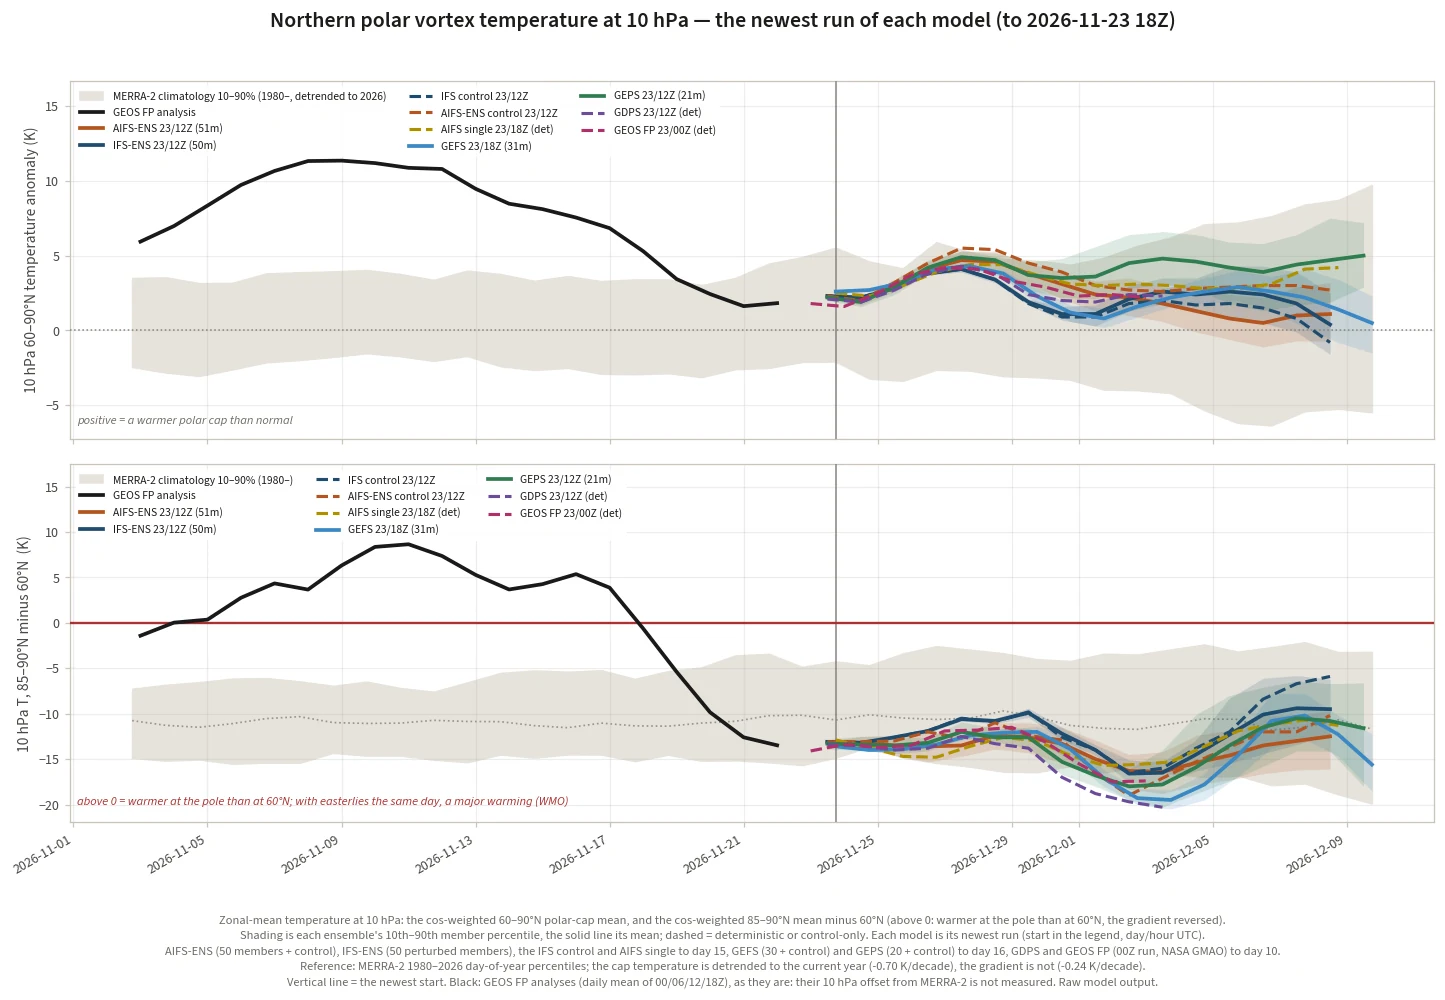 Northern polar vortex temperature at 10 hPa — the newest run of each model (to 2026-11-23 18Z)
10 hPa 60–90°N temperature anomaly (K)
15
10
5
0
−5
MERRA-2 climatology 10–90% (1980–, detrended to 2026)
GEOS FP analysis
AIFS-ENS 23/12Z (51m)
IFS-ENS 23/12Z (50m)
IFS control 23/12Z
AIFS-ENS control 23/12Z
AIFS single 23/18Z (det)
GEFS 23/18Z (31m)
GEPS 23/12Z (21m)
GDPS 23/12Z (det)
GEOS FP 23/00Z (det)
positive = a warmer polar cap than normal
10 hPa T, 85–90°N minus 60°N (K)
15
10
5
0
−5
−10
−15
−20
MERRA-2 climatology 10–90% (1980–)
GEOS FP analysis
AIFS-ENS 23/12Z (51m)
IFS-ENS 23/12Z (50m)
IFS control 23/12Z
AIFS-ENS control 23/12Z
AIFS single 23/18Z (det)
GEFS 23/18Z (31m)
GEPS 23/12Z (21m)
GDPS 23/12Z (det)
GEOS FP 23/00Z (det)
above 0 = warmer at the pole than at 60°N; with easterlies the same day, a major warming (WMO)
2026-11-01
2026-11-05
2026-11-09
2026-11-13
2026-11-17
2026-11-21
2026-11-25
2026-11-29
2026-12-01
2026-12-05
2026-12-09
Zonal-mean temperature at 10 hPa: the cos-weighted 60–90°N polar-cap mean, and the cos-weighted 85–90°N mean minus 60°N (above 0: warmer at the pole than at 60°N, the gradient reversed).
Shading is each ensemble's 10th–90th member percentile, the solid line its mean; dashed = deterministic or control-only. Each model is its newest run (start in the legend, day/hour UTC).
AIFS-ENS (50 members + control), IFS-ENS (50 perturbed members), the IFS control and AIFS single to day 15, GEFS (30 + control) and GEPS (20 + control) to day 16, GDPS and GEOS FP (00Z run, NASA GMAO) to day 10.
Reference: MERRA-2 1980–2026 day-of-year percentiles; the cap temperature is detrended to the current year (-0.70 K/decade), the gradient is not (-0.24 K/decade).
Vertical line = the newest start. Black: GEOS FP analyses (daily mean of 00/06/12/18Z), as they are: their 10 hPa offset from MERRA-2 is not measured. Raw model output.